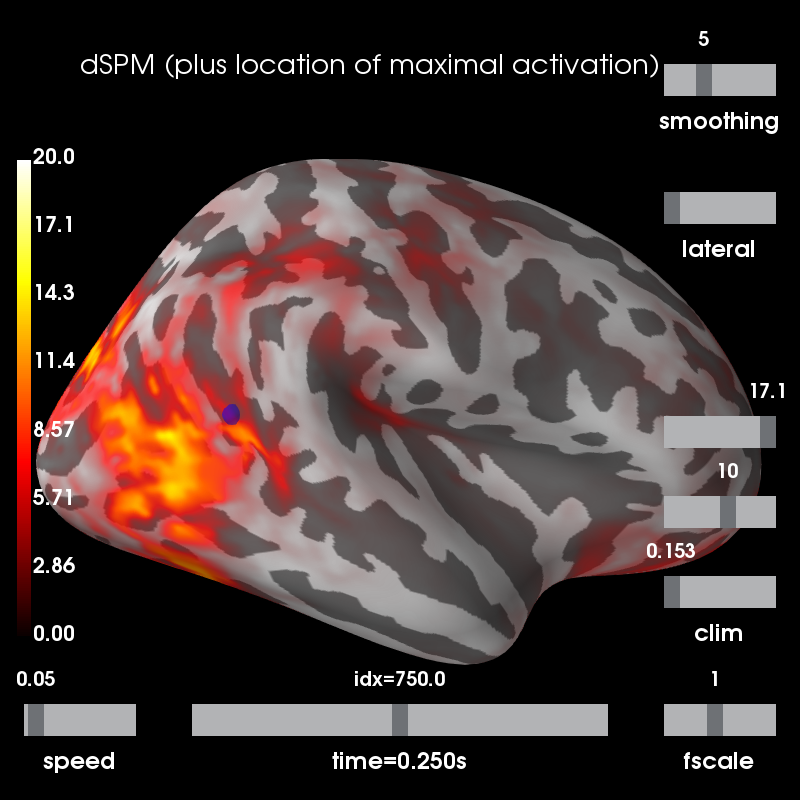 5
dSPM (plus location of maximal activation)
smoothing
20.0
17.1
lateral
14.3
11.4
17.1
8.57
10
5.71
0.153
2.86
0.00
clim
0.05
idx=750.0
1
speed
time=0.250s
fscale